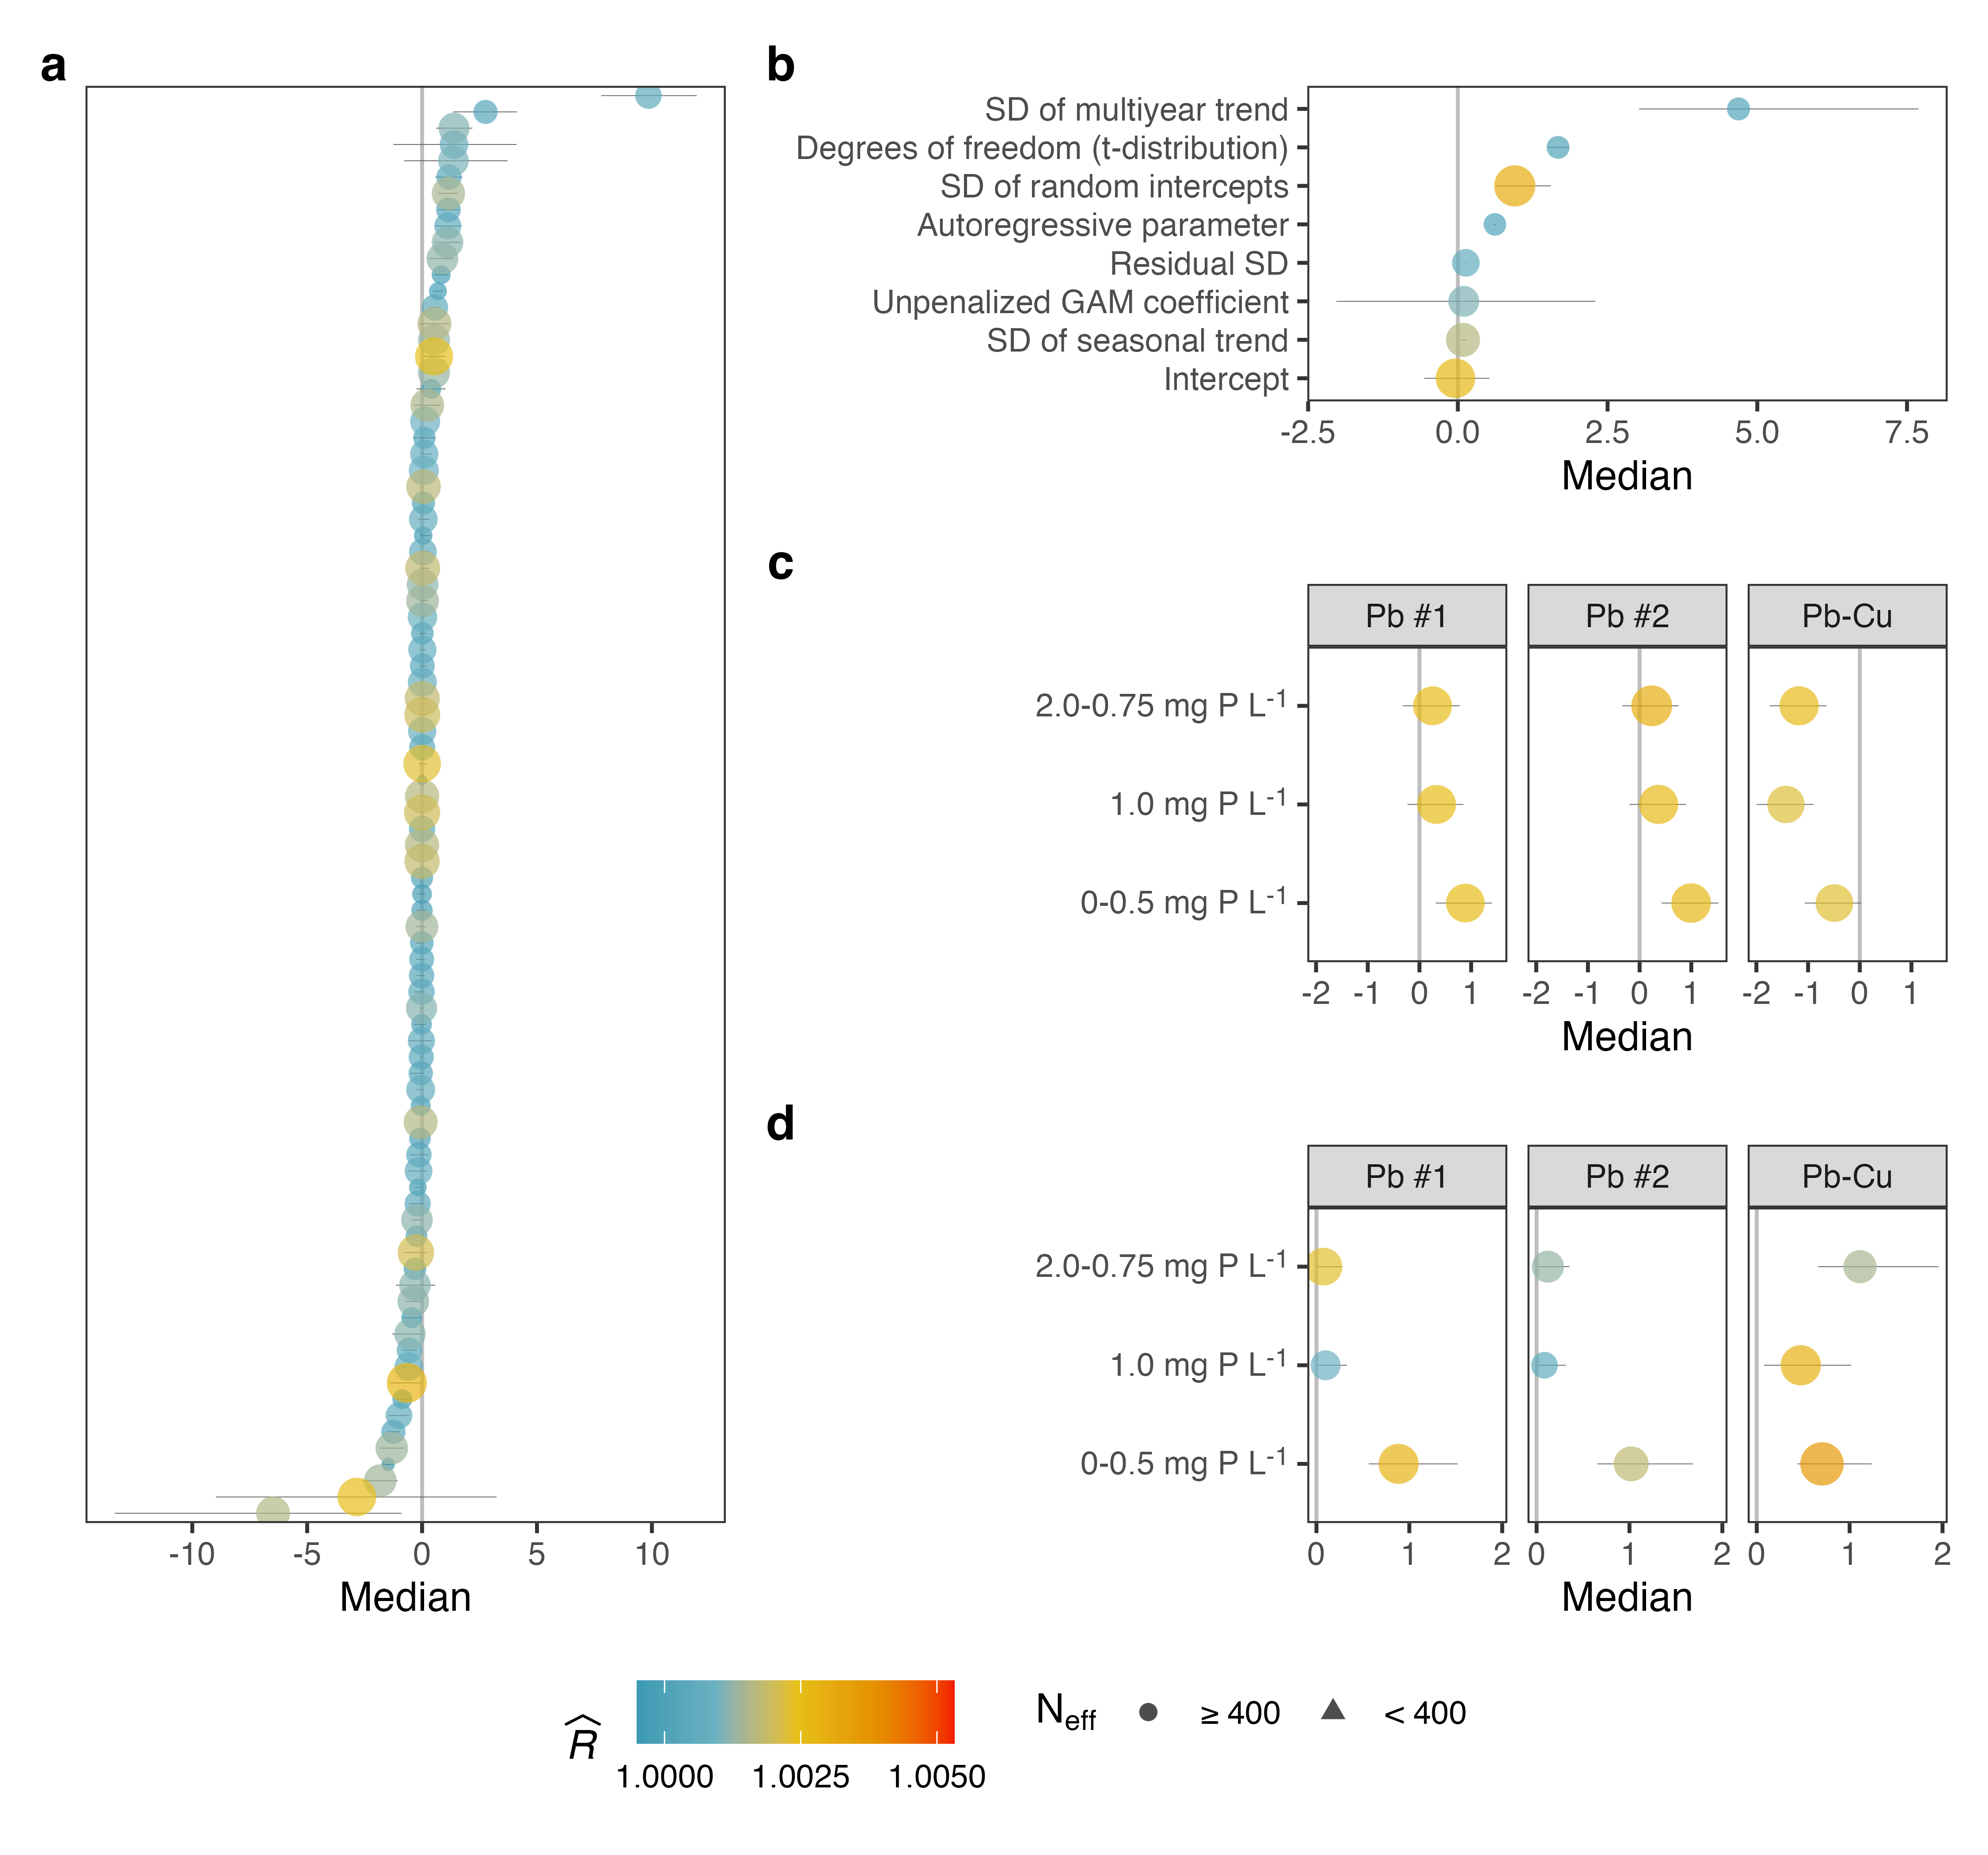 a
-10 -5 0 5 10
Median
b
SD of multiyear trend
Degrees of freedom (t-distribution)
SD of random intercepts
Autoregressive parameter
Residual SD
Unpenalized GAM coefficient
SD of seasonal trend
Intercept
-2.5 0.0 2.5 5.0 7.5
Median
c
Pb #1 Pb #2 Pb-Cu
2.0-0.75 mg P L⁻¹
1.0 mg P L⁻¹
0-0.5 mg P L⁻¹
-2 -1 0 1 -2 -1 0 1 -2 -1 0 1
Median
d
Pb #1 Pb #2 Pb-Cu
2.0-0.75 mg P L⁻¹
1.0 mg P L⁻¹
0-0.5 mg P L⁻¹
0 1 2 0 1 2 0 1 2
Median
R̂
1.0000 1.0025 1.0050
Neff ≥ 400 < 400